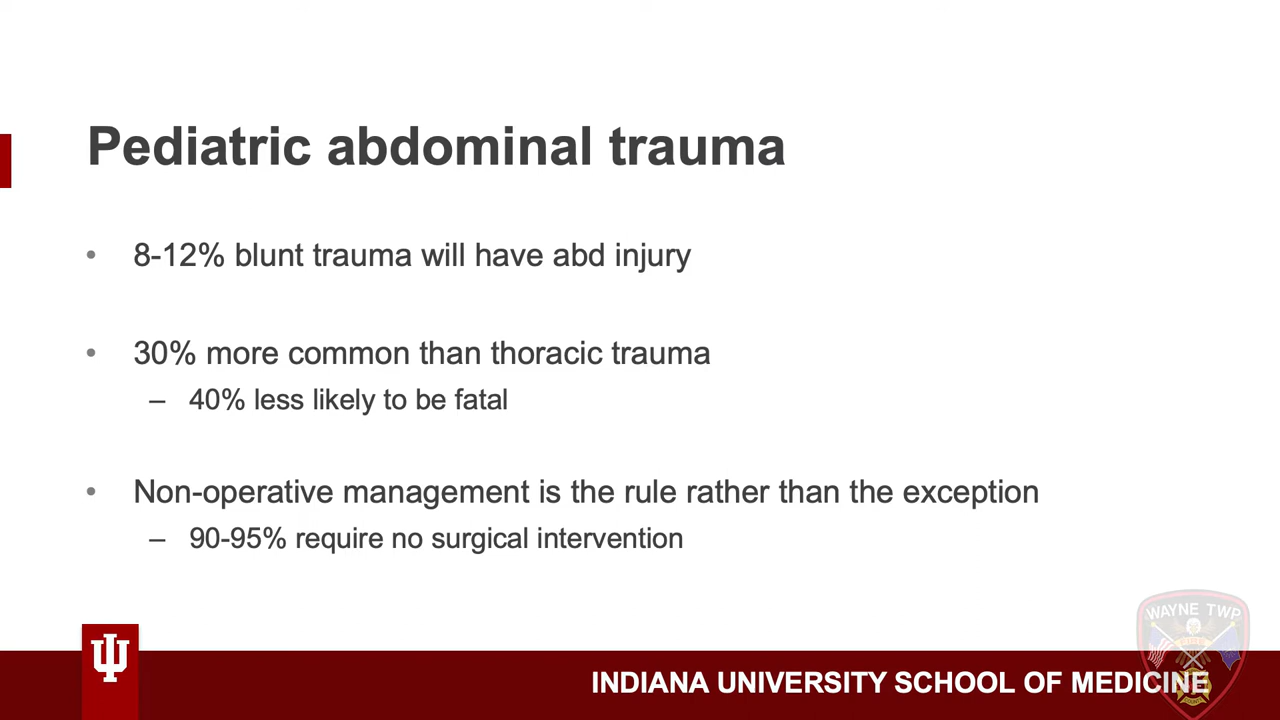 Pediatric abdominal trauma
• 8-12% blunt trauma will have abd injury
• 30% more common than thoracic trauma
– 40% less likely to be fatal
• Non-operative management is the rule rather than the exception
– 90-95% require no surgical intervention
WAYNE TWP
FIRE
INDIANA UNIVERSITY SCHOOL OF MEDICINE